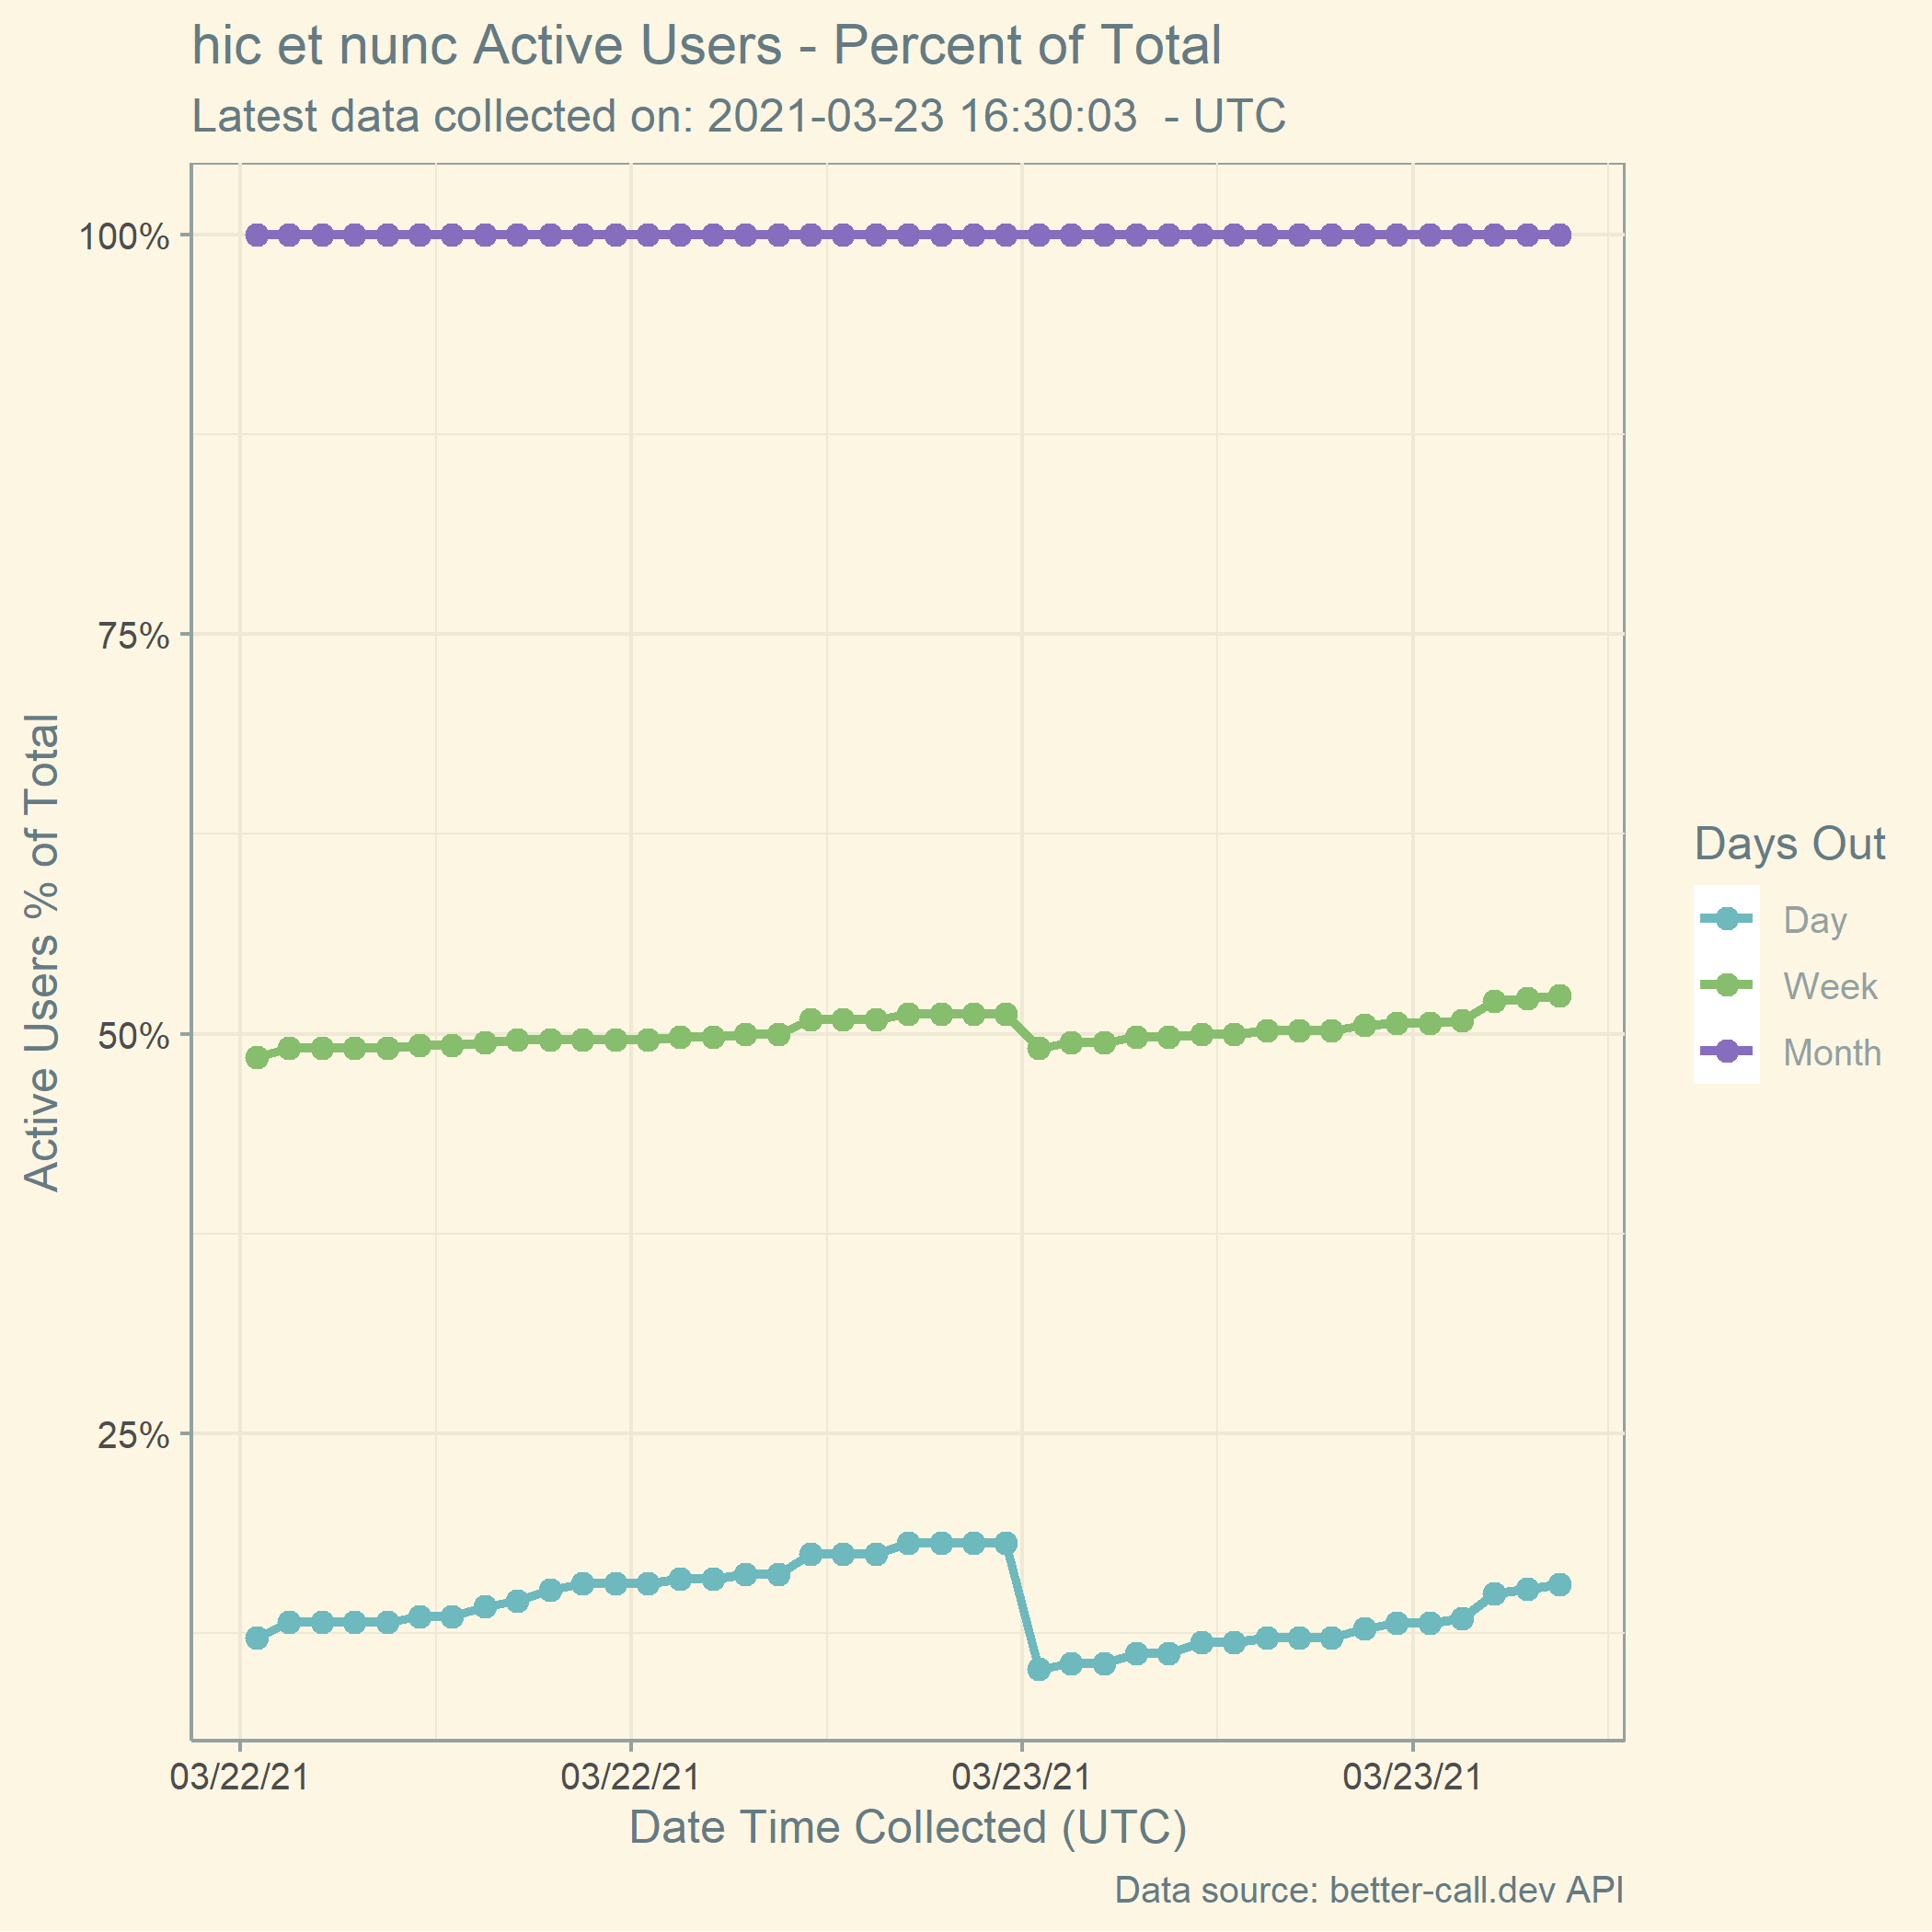 hic et nunc Active Users - Percent of Total
Latest data collected on: 2021-03-23 16:30:03  - UTC
Active Users % of Total
100%
75%
50%
25%
03/22/21
03/22/21
03/23/21
03/23/21
Date Time Collected (UTC)
Days Out
Day
Week
Month
Data source: better-call.dev API